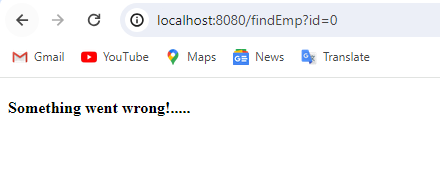 localhost:8080/findEmp?id=0
Gmail YouTube Maps News Translate
Something went wrong!.....